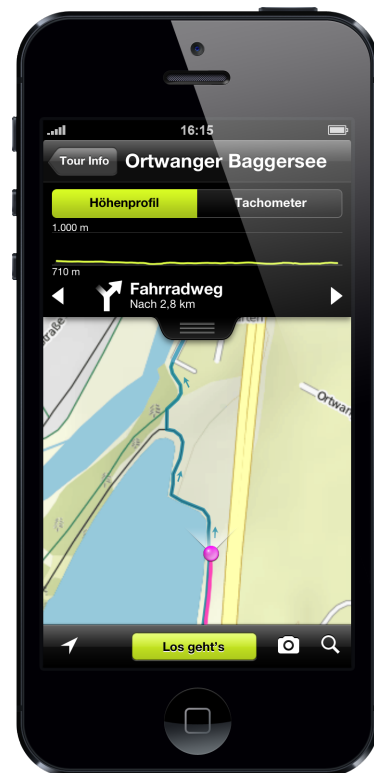 16:15
Tour Info
Ortwanger Baggersee
Höhenprofil
Tachometer
1.000 m
710 m
Fahrradweg
Nach 2,8 km
Ortwan
Los geht's